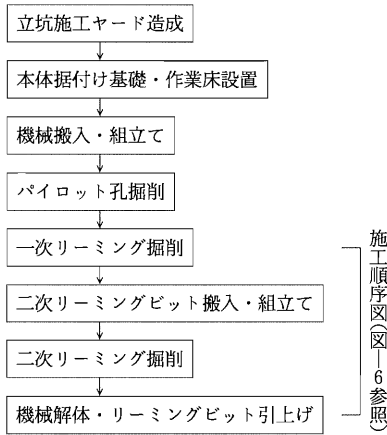 立坑施工ヤード造成
本体据付け基礎・作業床設置
機械搬入・組立て
パイロット孔掘削
一次リーミング掘削
二次リーミングビット搬入・組立て
二次リーミング掘削
機械解体・リーミングビット引上げ
施工順序図(図―6参照)